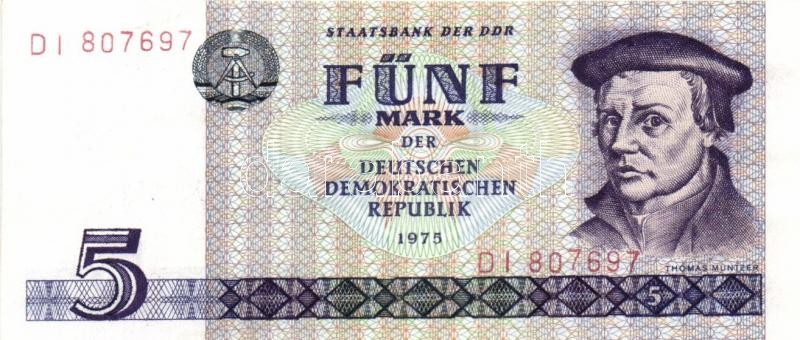 DI 807697
STAATSBANK DER DDR
FÜNF
MARK
DER
DEUTSCHEN
DEMOKRATISCHEN
REPUBLIK
1975
DI 807697
THOMAS MÜNTZER
5
5